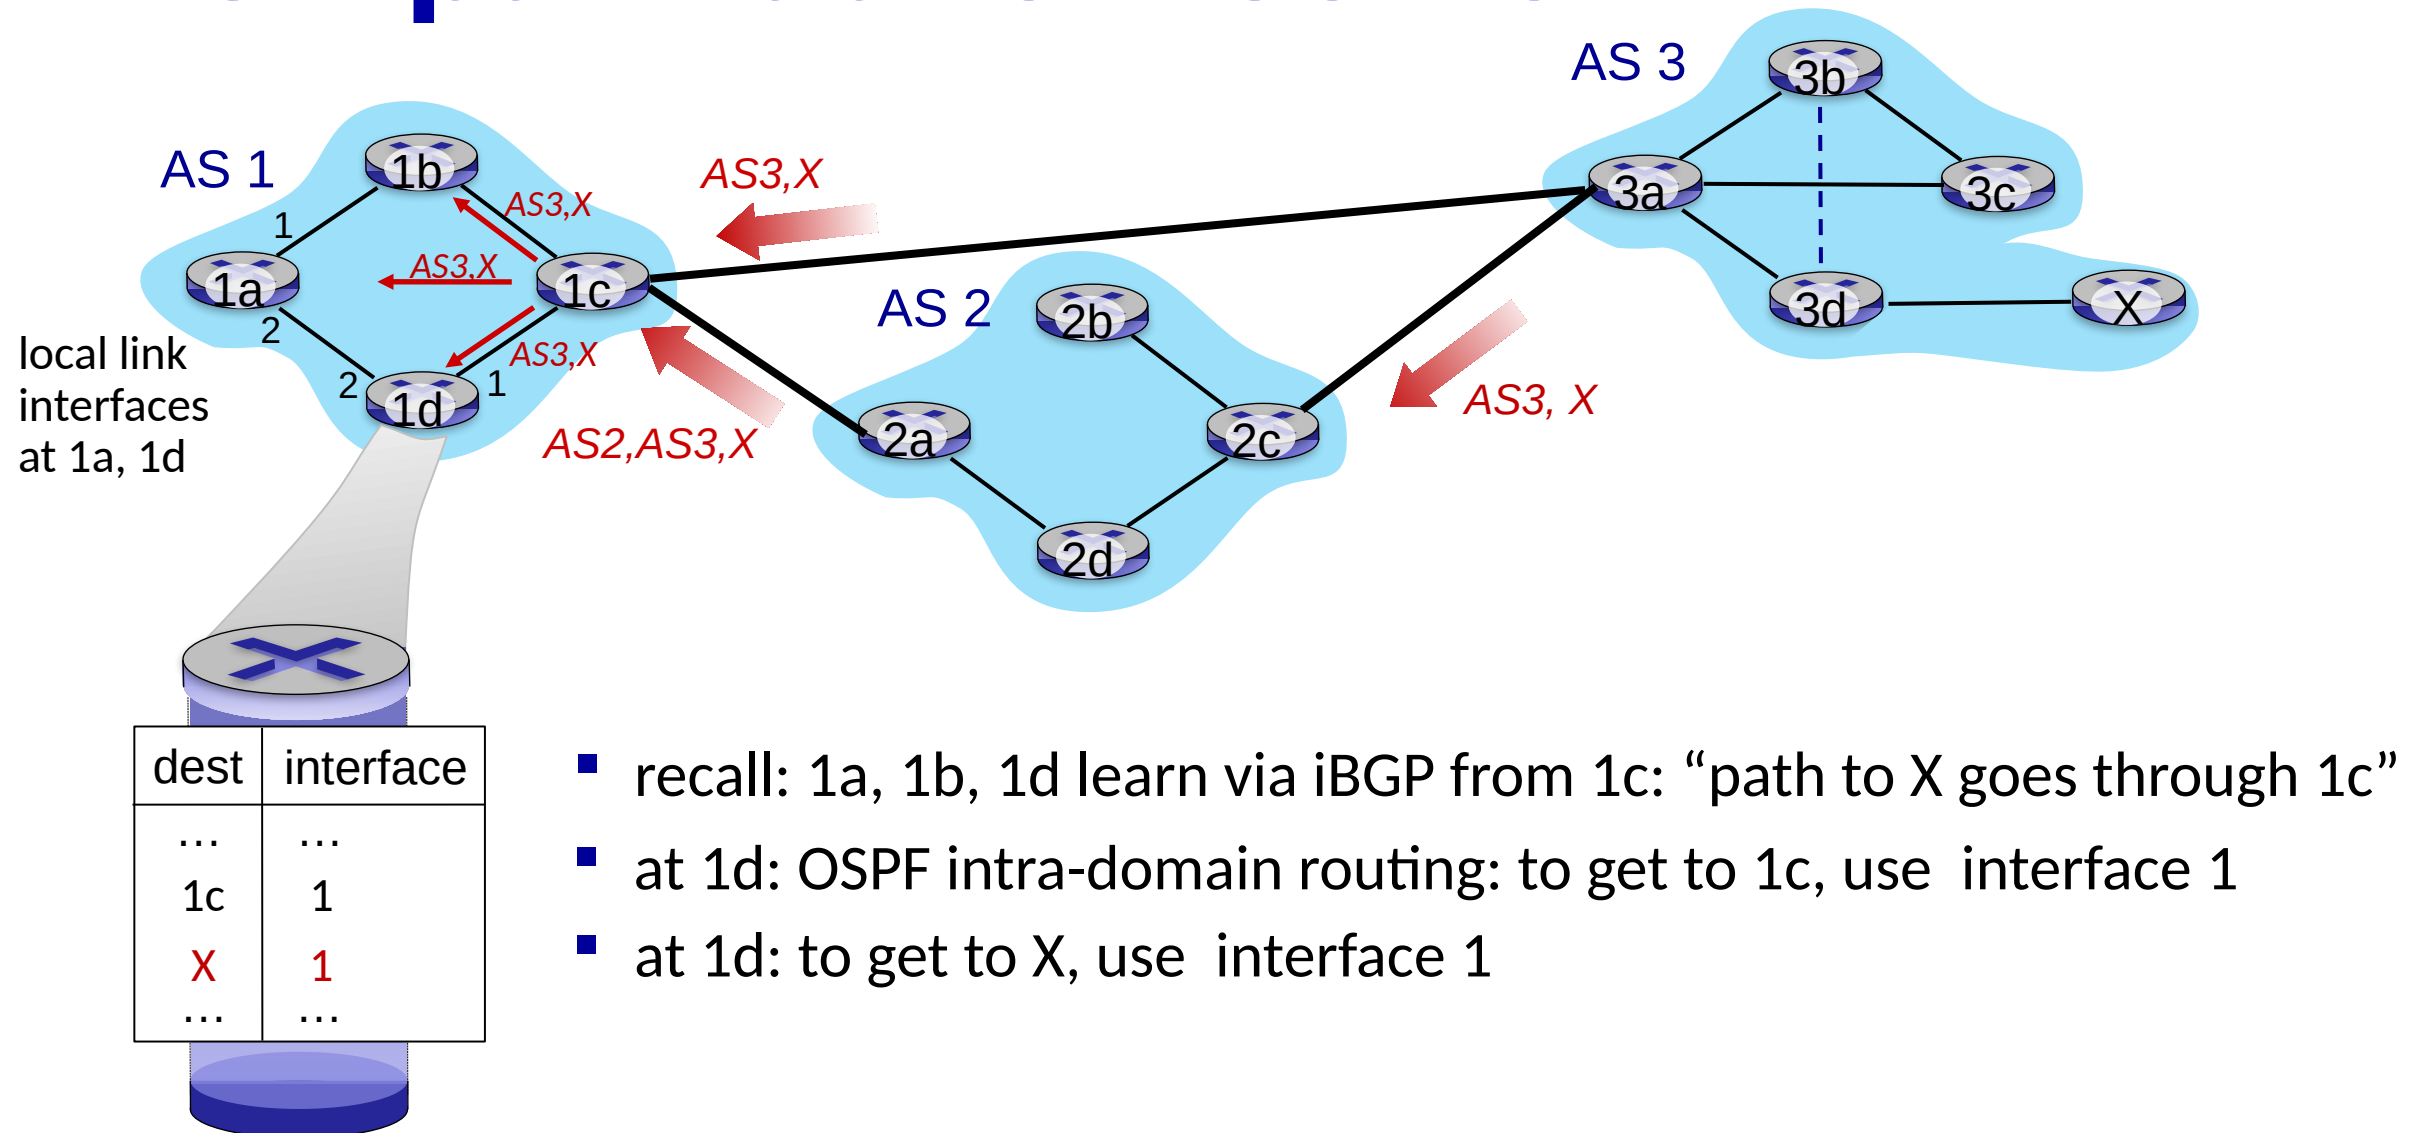 AS 3
3b
AS 1
1b
AS3,X
3a
3c
AS3,X
1
AS3,X
1a
1c
AS 2
2b
3d
X
2
local link
interfaces
at 1a, 1d
AS3,X
2
1
1d
AS3, X
AS2,AS3,X
2a
2c
2d
dest interface
... ...
1c 1
X 1
... ...
recall: 1a, 1b, 1d learn via iBGP from 1c: “path to X goes through 1c”
at 1d: OSPF intra-domain routing: to get to 1c, use interface 1
at 1d: to get to X, use interface 1